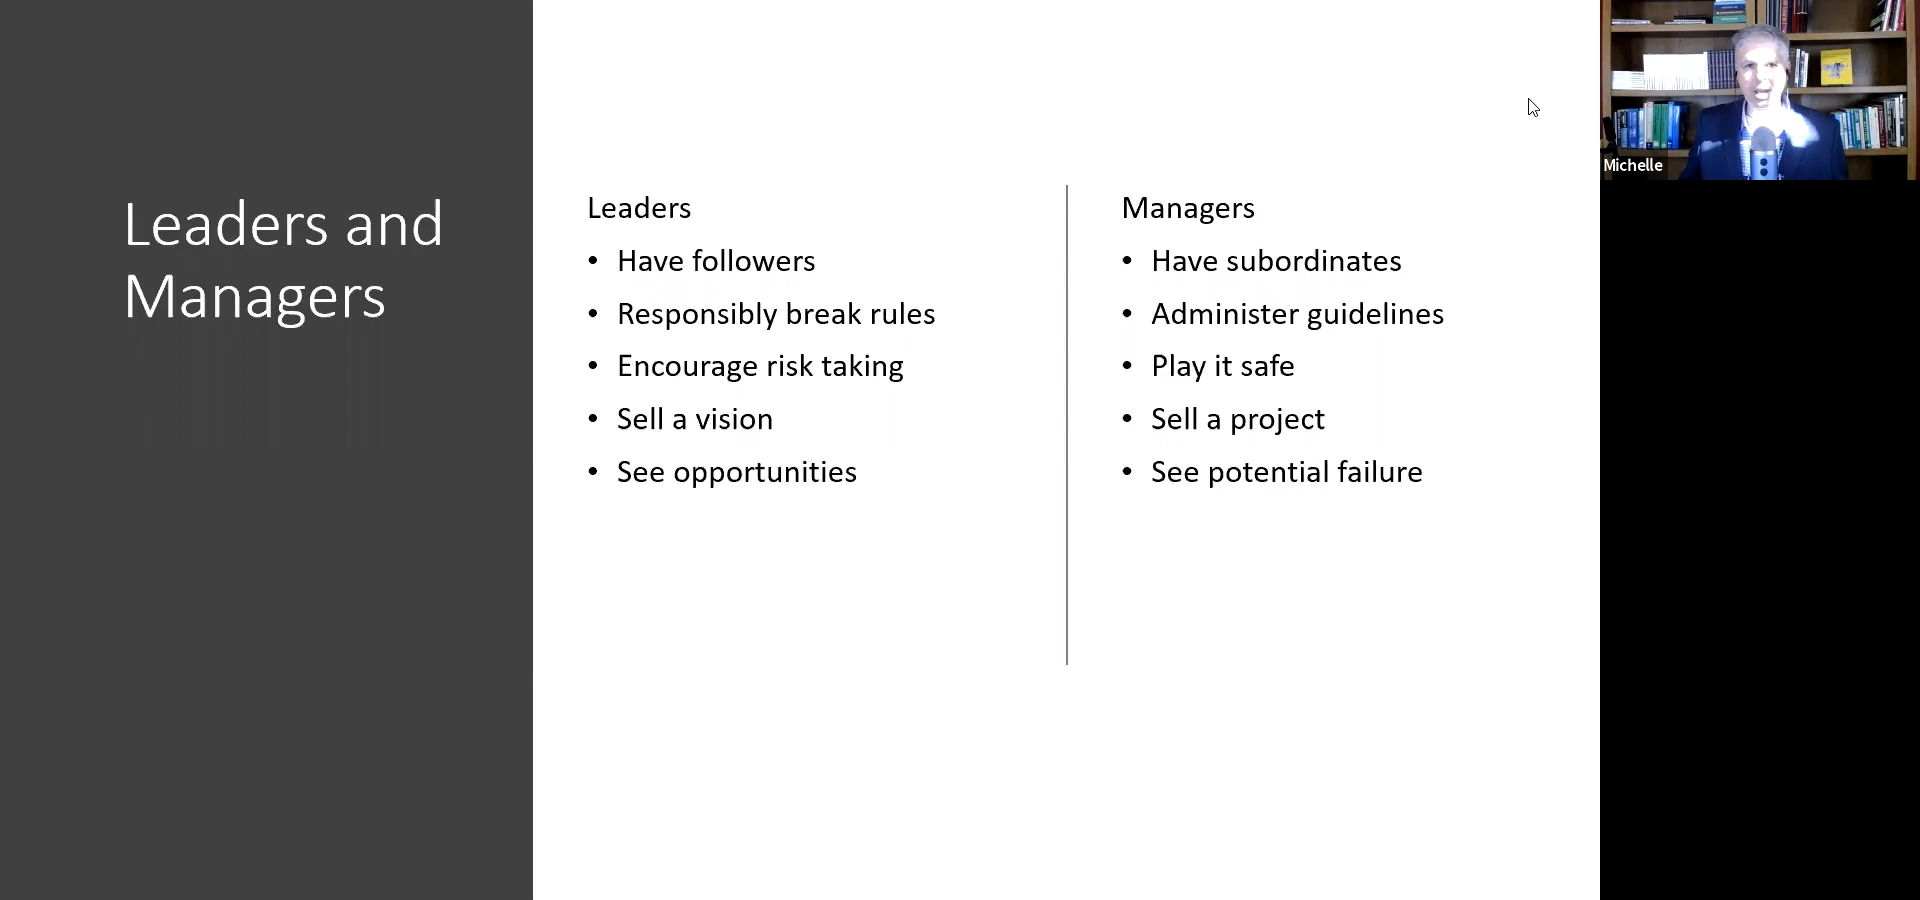 Leaders and
Managers
Leaders
• Have followers
• Responsibly break rules
• Encourage risk taking
• Sell a vision
• See opportunities
Managers
• Have subordinates
• Administer guidelines
• Play it safe
• Sell a project
• See potential failure
Michelle